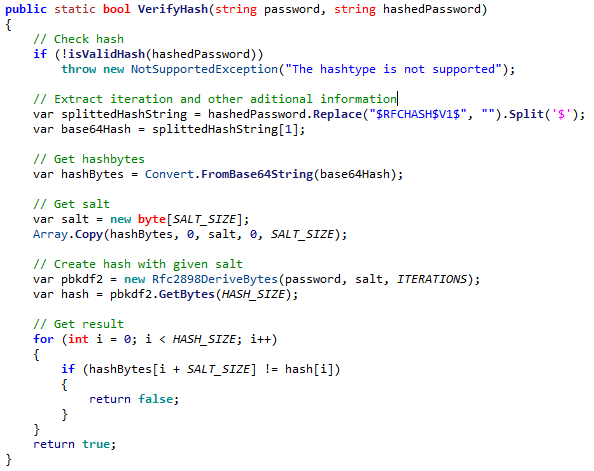 public static bool VerifyHash(string password, string hashedPassword)
{
    // Check hash
    if (!isValidHash(hashedPassword))
        throw new NotSupportedException("The hashtype is not supported");

    // Extract iteration and other aditional information
    var splittedHashString = hashedPassword.Replace("$RFCHASH$V1$", "").Split('$');
    var base64Hash = splittedHashString[1];

    // Get hashbytes
    var hashBytes = Convert.FromBase64String(base64Hash);

    // Get salt
    var salt = new byte[SALT_SIZE];
    Array.Copy(hashBytes, 0, salt, 0, SALT_SIZE);

    // Create hash with given salt
    var pbkdf2 = new Rfc2898DeriveBytes(password, salt, ITERATIONS);
    var hash = pbkdf2.GetBytes(HASH_SIZE);

    // Get result
    for (int i = 0; i < HASH_SIZE; i++)
    {
        if (hashBytes[i + SALT_SIZE] != hash[i])
        {
            return false;
        }
    }
    return true;
}